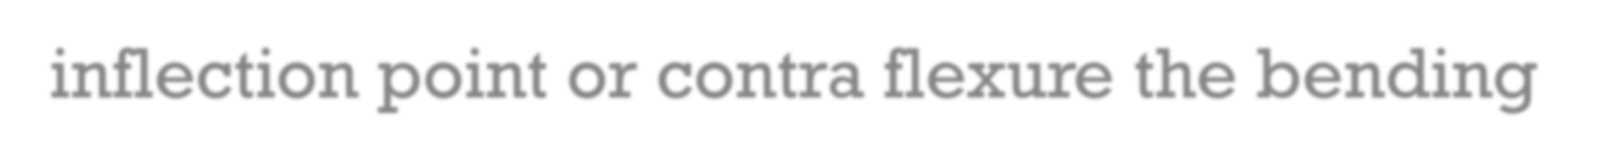 inflection point or contra flexure the bending